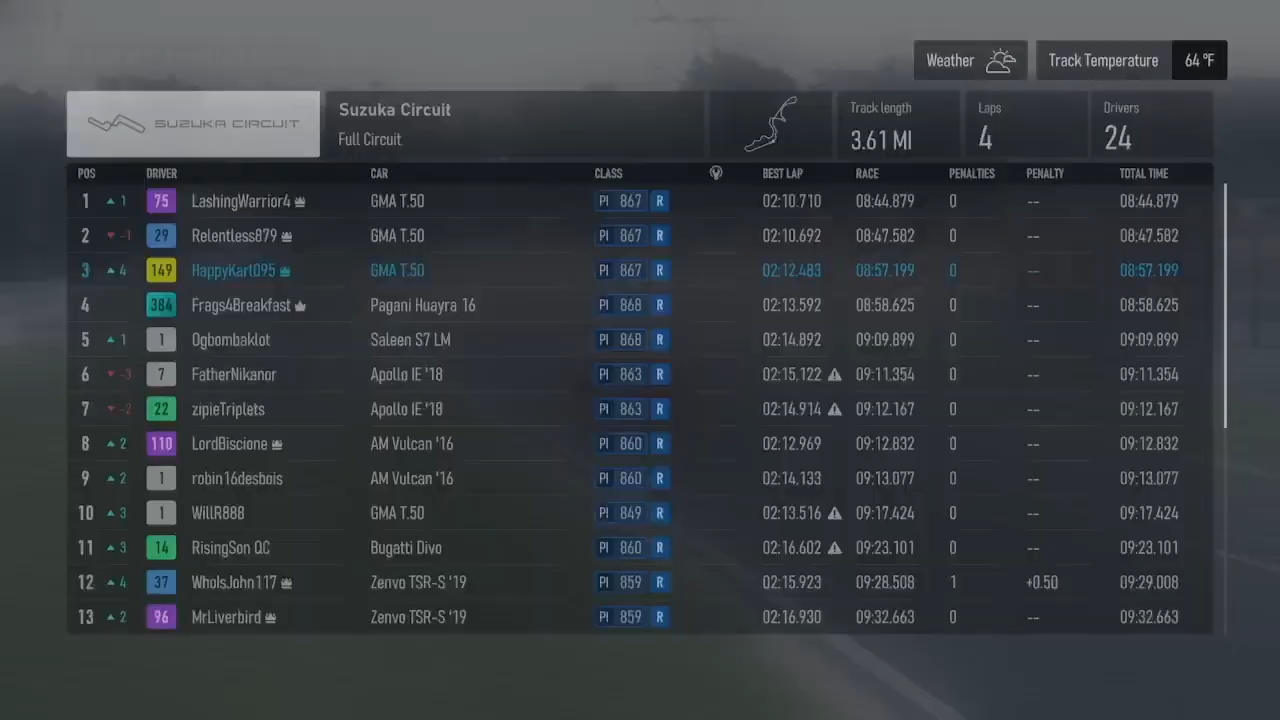 Weather Track Temperature 64 °F
SUZUKA CIRCUIT Suzuka Circuit Full Circuit Track length 3.61 MI Laps 4 Drivers 24
POS DRIVER CAR CLASS BEST LAP RACE PENALTIES PENALTY TOTAL TIME
1 1 75 LashingWarrior4 GMA T.50 PI 867 R 02:10.710 08:44.879 0 -- 08:44.879
2 -1 29 Relentless879 GMA T.50 PI 867 R 02:10.692 08:47.582 0 -- 08:47.582
3 4 149 HappyKart095 GMA T.50 PI 867 R 02:12.483 08:57.199 0 -- 08:57.199
4 384 Frags4Breakfast Pagani Huayra 16 PI 868 R 02:13.592 08:58.625 0 -- 08:58.625
5 1 1 Ogbombaklot Saleen S7 LM PI 868 R 02:14.892 09:09.899 0 -- 09:09.899
6 -3 7 FatherNikanor Apollo IE '18 PI 863 R 02:15.122 09:11.354 0 -- 09:11.354
7 -2 22 zipieTriplets Apollo IE '18 PI 863 R 02:14.914 09:12.167 0 -- 09:12.167
8 2 110 LordBiscione AM Vulcan '16 PI 860 R 02:12.969 09:12.832 0 -- 09:12.832
9 2 1 robin16desbois AM Vulcan '16 PI 860 R 02:14.133 09:13.077 0 -- 09:13.077
10 3 1 WillR888 GMA T.50 PI 849 R 02:13.516 09:17.424 0 -- 09:17.424
11 3 14 RisingSon QC Bugatti Divo PI 860 R 02:16.602 09:23.101 0 -- 09:23.101
12 4 37 WhoIsJohn117 Zenvo TSR-S '19 PI 859 R 02:15.923 09:28.508 1 +0.50 09:29.008
13 2 96 MrLiverbird Zenvo TSR-S '19 PI 859 R 02:16.930 09:32.663 0 -- 09:32.663